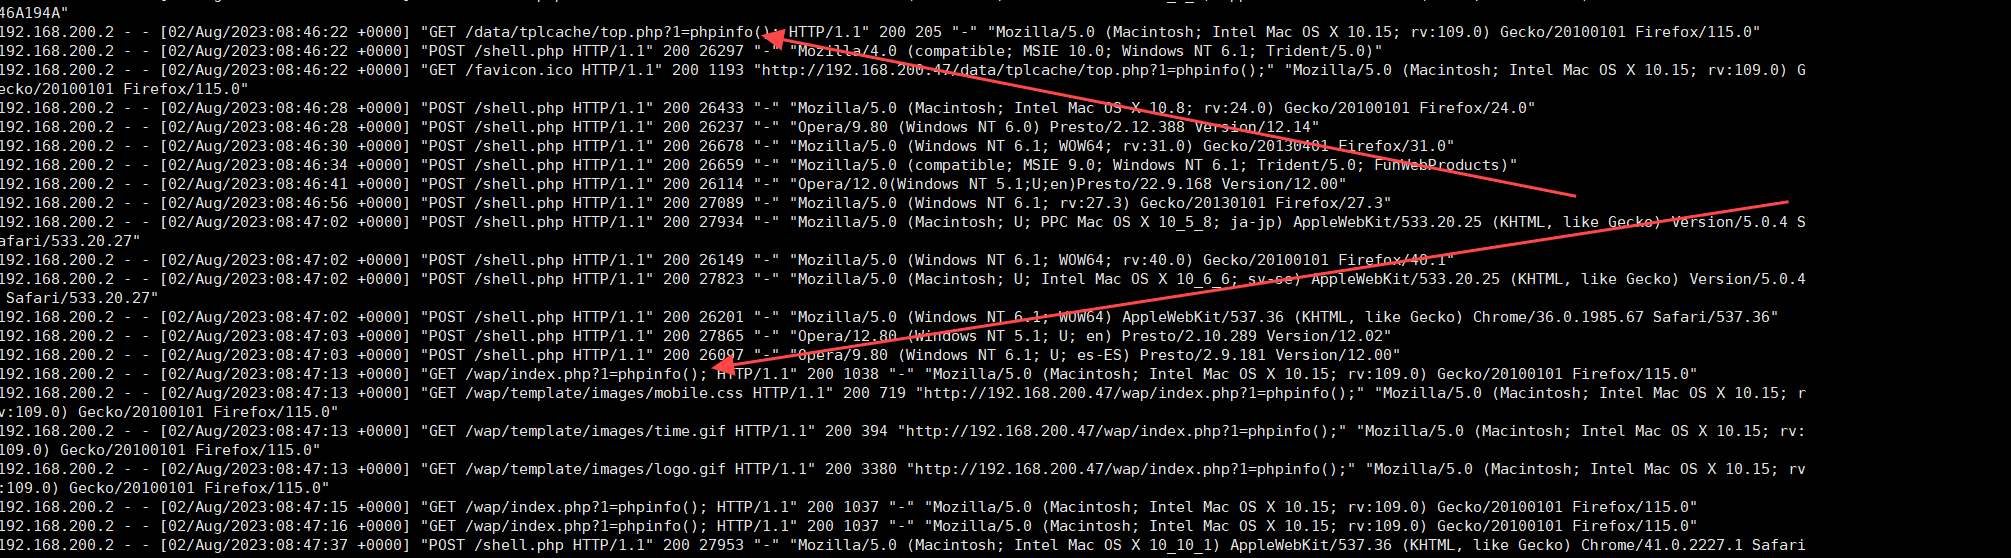 46A194A"
192.168.200.2 - - [02/Aug/2023:08:46:22 +0000] "GET /data/tplcache/top.php?1=phpinfo(); HTTP/1.1" 200 205 "-" "Mozilla/5.0 (Macintosh; Intel Mac OS X 10.15; rv:109.0) Gecko/20100101 Firefox/115.0"
192.168.200.2 - - [02/Aug/2023:08:46:22 +0000] "POST /shell.php HTTP/1.1" 200 26297 "-" "Mozilla/4.0 (compatible; MSIE 10.0; Windows NT 6.1; Trident/5.0)"
192.168.200.2 - - [02/Aug/2023:08:46:22 +0000] "GET /favicon.ico HTTP/1.1" 200 1193 "http://192.168.200.47/data/tplcache/top.php?1=phpinfo();" "Mozilla/5.0 (Macintosh; Intel Mac OS X 10.15; rv:109.0) G
ecko/20100101 Firefox/115.0"
192.168.200.2 - - [02/Aug/2023:08:46:28 +0000] "POST /shell.php HTTP/1.1" 200 26433 "-" "Mozilla/5.0 (Macintosh; Intel Mac OS X 10.8; rv:24.0) Gecko/20100101 Firefox/24.0"
192.168.200.2 - - [02/Aug/2023:08:46:28 +0000] "POST /shell.php HTTP/1.1" 200 26237 "-" "Opera/9.80 (Windows NT 6.0) Presto/2.12.388 Version/12.14"
192.168.200.2 - - [02/Aug/2023:08:46:30 +0000] "POST /shell.php HTTP/1.1" 200 26678 "-" "Mozilla/5.0 (Windows NT 6.1; WOW64; rv:31.0) Gecko/20130401 Firefox/31.0"
192.168.200.2 - - [02/Aug/2023:08:46:34 +0000] "POST /shell.php HTTP/1.1" 200 26659 "-" "Mozilla/5.0 (compatible; MSIE 9.0; Windows NT 6.1; Trident/5.0; FunWebProducts)"
192.168.200.2 - - [02/Aug/2023:08:46:41 +0000] "POST /shell.php HTTP/1.1" 200 26114 "-" "Opera/12.0(Windows NT 5.1;U;en)Presto/22.9.168 Version/12.00"
192.168.200.2 - - [02/Aug/2023:08:46:56 +0000] "POST /shell.php HTTP/1.1" 200 27089 "-" "Mozilla/5.0 (Windows NT 6.1; rv:27.3) Gecko/20130101 Firefox/27.3"
192.168.200.2 - - [02/Aug/2023:08:47:02 +0000] "POST /shell.php HTTP/1.1" 200 27934 "-" "Mozilla/5.0 (Macintosh; U; PPC Mac OS X 10_5_8; ja-jp) AppleWebKit/533.20.25 (KHTML, like Gecko) Version/5.0.4 S
afari/533.20.27"
192.168.200.2 - - [02/Aug/2023:08:47:02 +0000] "POST /shell.php HTTP/1.1" 200 26149 "-" "Mozilla/5.0 (Windows NT 6.1; WOW64; rv:40.0) Gecko/20100101 Firefox/40.1"
192.168.200.2 - - [02/Aug/2023:08:47:02 +0000] "POST /shell.php HTTP/1.1" 200 27823 "-" "Mozilla/5.0 (Macintosh; U; Intel Mac OS X 10_6_6; sv-se) AppleWebKit/533.20.25 (KHTML, like Gecko) Version/5.0.4
Safari/533.20.27"
192.168.200.2 - - [02/Aug/2023:08:47:02 +0000] "POST /shell.php HTTP/1.1" 200 26201 "-" "Mozilla/5.0 (Windows NT 6.1; WOW64) AppleWebKit/537.36 (KHTML, like Gecko) Chrome/36.0.1985.67 Safari/537.36"
192.168.200.2 - - [02/Aug/2023:08:47:03 +0000] "POST /shell.php HTTP/1.1" 200 27865 "-" "Opera/12.80 (Windows NT 5.1; U; en) Presto/2.10.289 Version/12.02"
192.168.200.2 - - [02/Aug/2023:08:47:03 +0000] "POST /shell.php HTTP/1.1" 200 26097 "-" "Opera/9.80 (Windows NT 6.1; U; es-ES) Presto/2.9.181 Version/12.00"
192.168.200.2 - - [02/Aug/2023:08:47:13 +0000] "GET /wap/index.php?1=phpinfo(); HTTP/1.1" 200 1038 "-" "Mozilla/5.0 (Macintosh; Intel Mac OS X 10.15; rv:109.0) Gecko/20100101 Firefox/115.0"
192.168.200.2 - - [02/Aug/2023:08:47:13 +0000] "GET /wap/template/images/mobile.css HTTP/1.1" 200 719 "http://192.168.200.47/wap/index.php?1=phpinfo();" "Mozilla/5.0 (Macintosh; Intel Mac OS X 10.15; r
v:109.0) Gecko/20100101 Firefox/115.0"
192.168.200.2 - - [02/Aug/2023:08:47:13 +0000] "GET /wap/template/images/time.gif HTTP/1.1" 200 394 "http://192.168.200.47/wap/index.php?1=phpinfo();" "Mozilla/5.0 (Macintosh; Intel Mac OS X 10.15; rv:
109.0) Gecko/20100101 Firefox/115.0"
192.168.200.2 - - [02/Aug/2023:08:47:13 +0000] "GET /wap/template/images/logo.gif HTTP/1.1" 200 3380 "http://192.168.200.47/wap/index.php?1=phpinfo();" "Mozilla/5.0 (Macintosh; Intel Mac OS X 10.15; rv
:109.0) Gecko/20100101 Firefox/115.0"
192.168.200.2 - - [02/Aug/2023:08:47:15 +0000] "GET /wap/index.php?1=phpinfo(); HTTP/1.1" 200 1037 "-" "Mozilla/5.0 (Macintosh; Intel Mac OS X 10.15; rv:109.0) Gecko/20100101 Firefox/115.0"
192.168.200.2 - - [02/Aug/2023:08:47:16 +0000] "GET /wap/index.php?1=phpinfo(); HTTP/1.1" 200 1037 "-" "Mozilla/5.0 (Macintosh; Intel Mac OS X 10.15; rv:109.0) Gecko/20100101 Firefox/115.0"
192.168.200.2 - - [02/Aug/2023:08:47:37 +0000] "POST /shell.php HTTP/1.1" 200 27953 "-" "Mozilla/5.0 (Macintosh; Intel Mac OS X 10_10_1) AppleWebKit/537.36 (KHTML, like Gecko) Chrome/41.0.2227.1 Safari